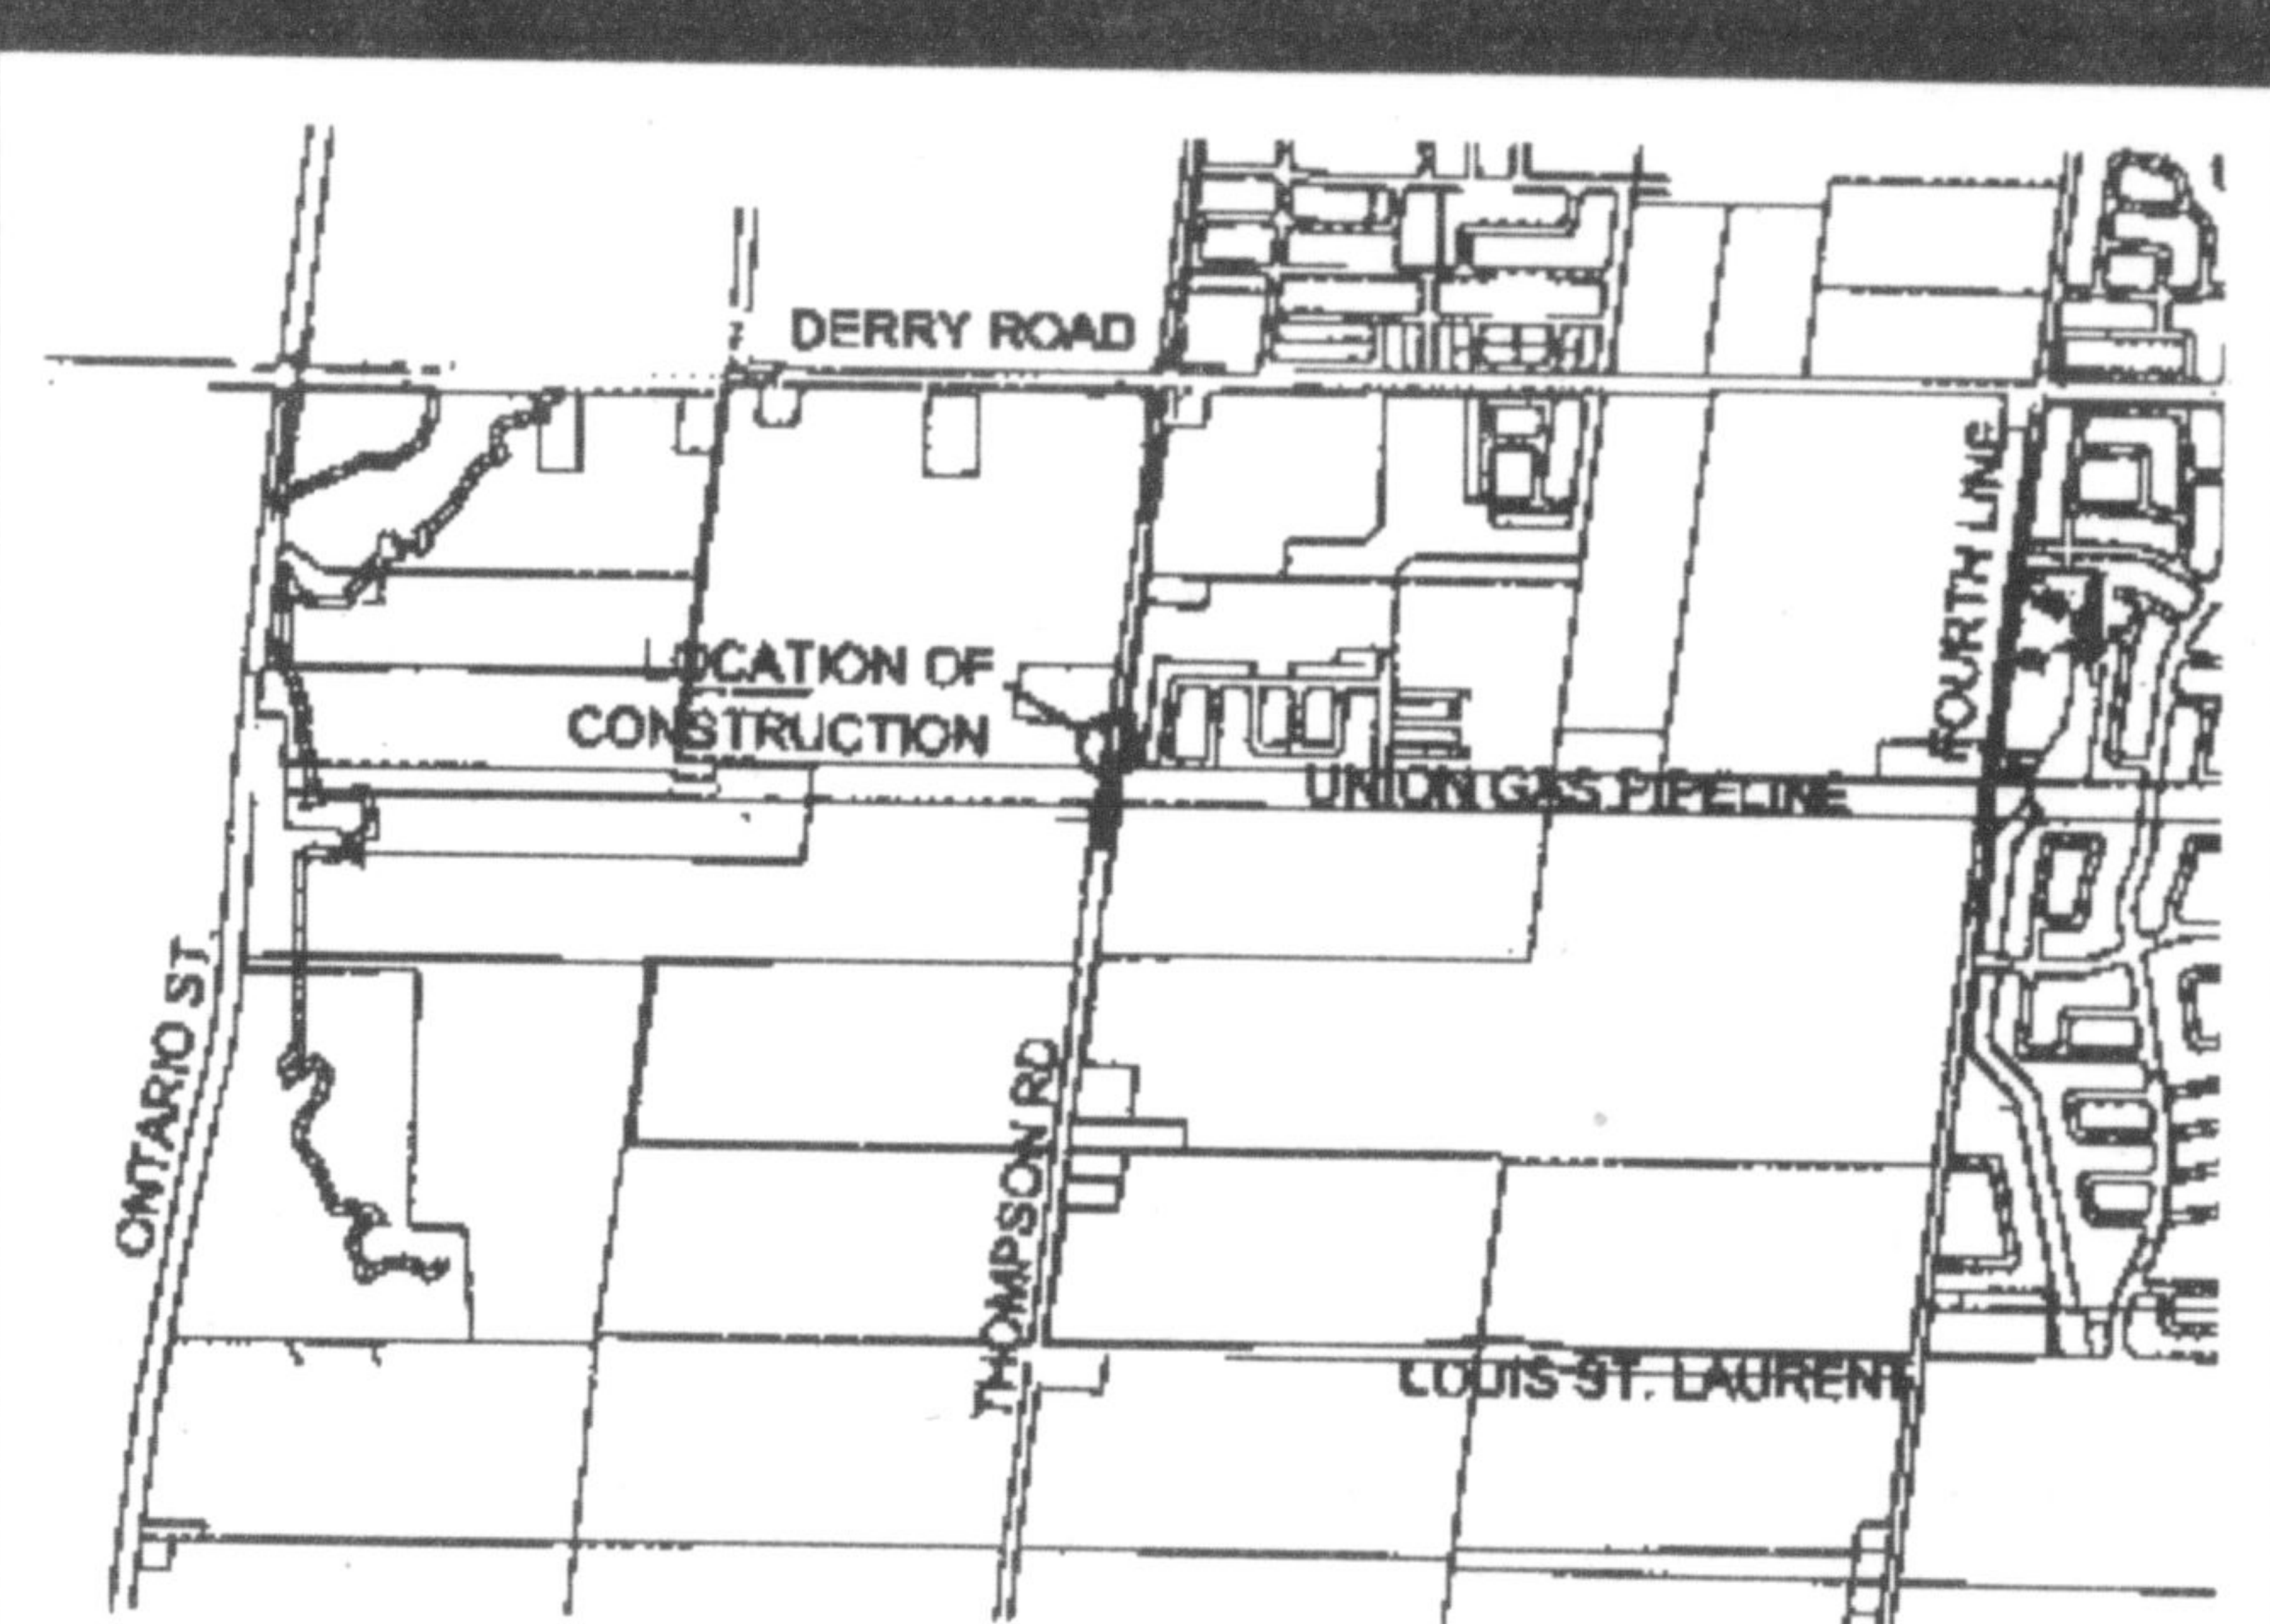 DERRY ROAD
FOURTH LINE
LOCATION OF
CONSTRUCTION
UNION GAS PIPELINE
ONTARIO ST.
THOMPSON RD
LOUIS ST. LAURENT